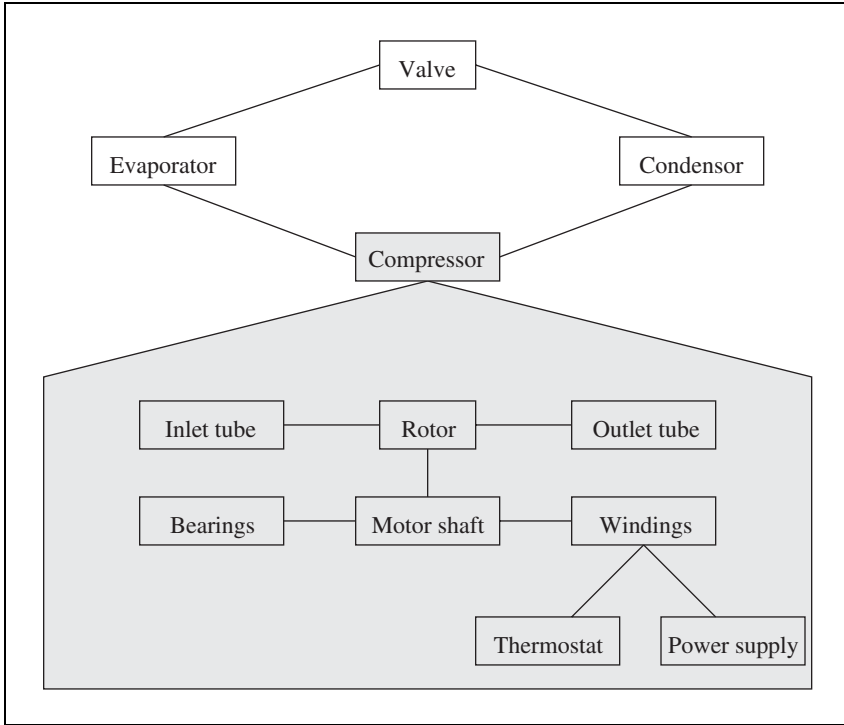 Valve
Evaporator
Condensor
Compressor
Inlet tube
Rotor
Outlet tube
Bearings
Motor shaft
Windings
Thermostat
Power supply